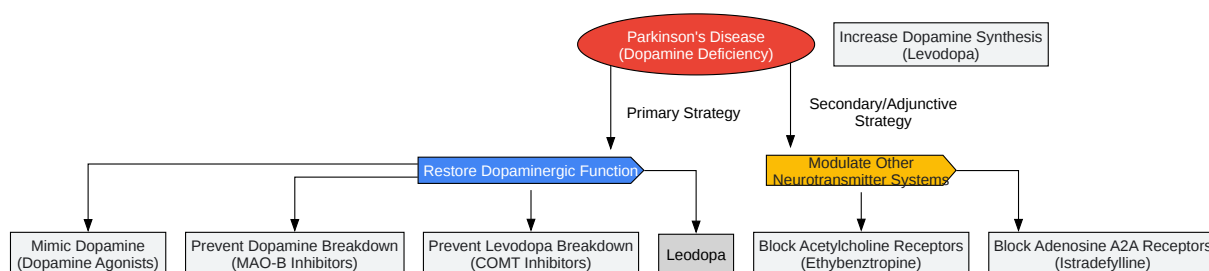 Parkinson's Disease
(Dopamine Deficiency)
Increase Dopamine Synthesis
(Levodopa)
Primary Strategy
Secondary/Adjunctive
Strategy
Restore Dopaminergic Function
Modulate Other
Neurotransmitter Systems
Mimic Dopamine
(Dopamine Agonists)
Prevent Dopamine Breakdown
(MAO-B Inhibitors)
Prevent Levodopa Breakdown
(COMT Inhibitors)
Leodopa
Block Acetylcholine Receptors
(Ethybenztropine)
Block Adenosine A2A Receptors
(Istradefylline)